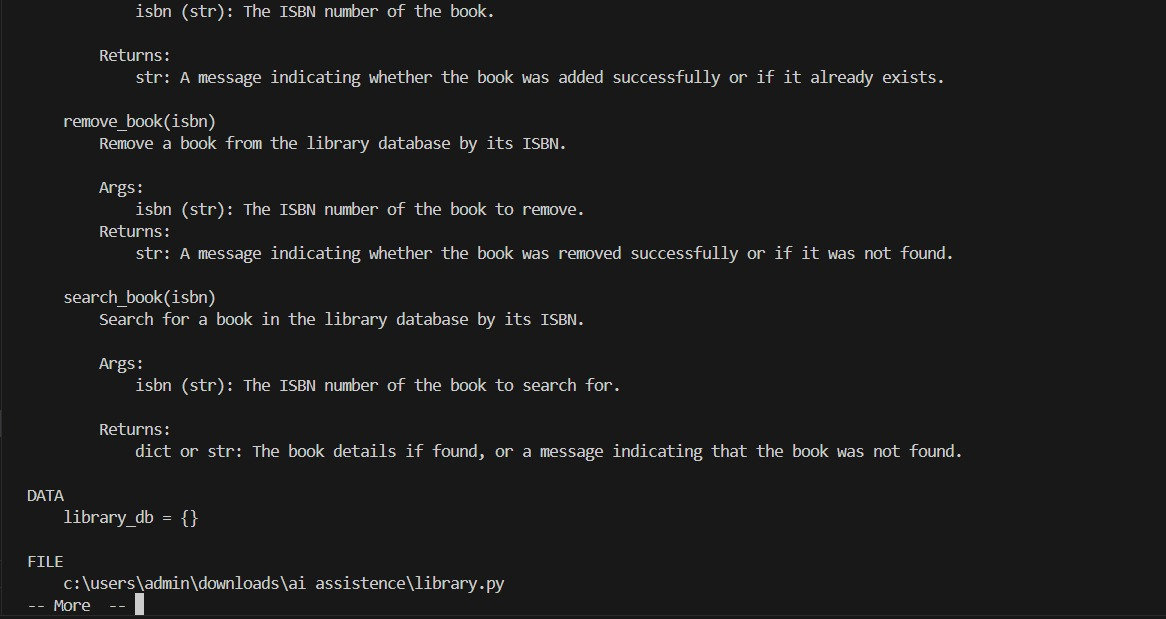 isbn (str): The ISBN number of the book.
Returns:
str: A message indicating whether the book was added successfully or if it already exists.
remove_book(isbn)
Remove a book from the library database by its ISBN.
Args:
isbn (str): The ISBN number of the book to remove.
Returns:
str: A message indicating whether the book was removed successfully or if it was not found.
search_book(isbn)
Search for a book in the library database by its ISBN.
Args:
isbn (str): The ISBN number of the book to search for.
Returns:
dict or str: The book details if found, or a message indicating that the book was not found.
DATA
library_db = {}
FILE
c:\users\admin\downloads\ai assistence\library.py
-- More  --